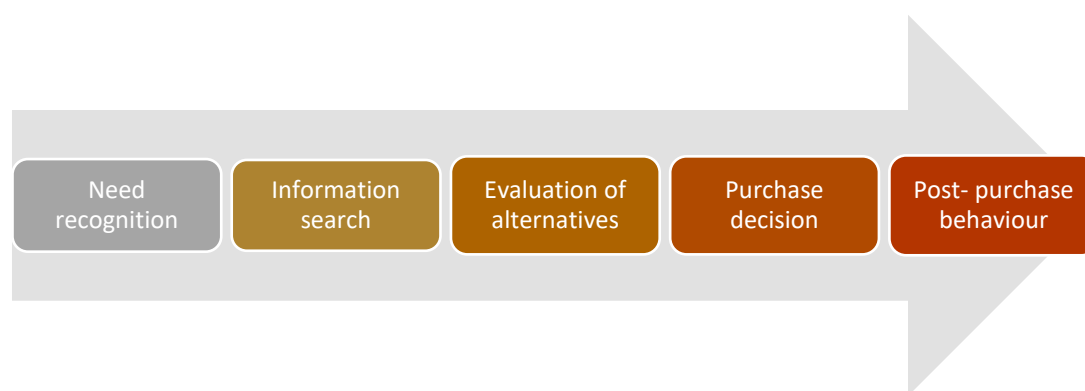 Need
recognition
Information
search
Evaluation of
alternatives
Purchase
decision
Post- purchase
behaviour